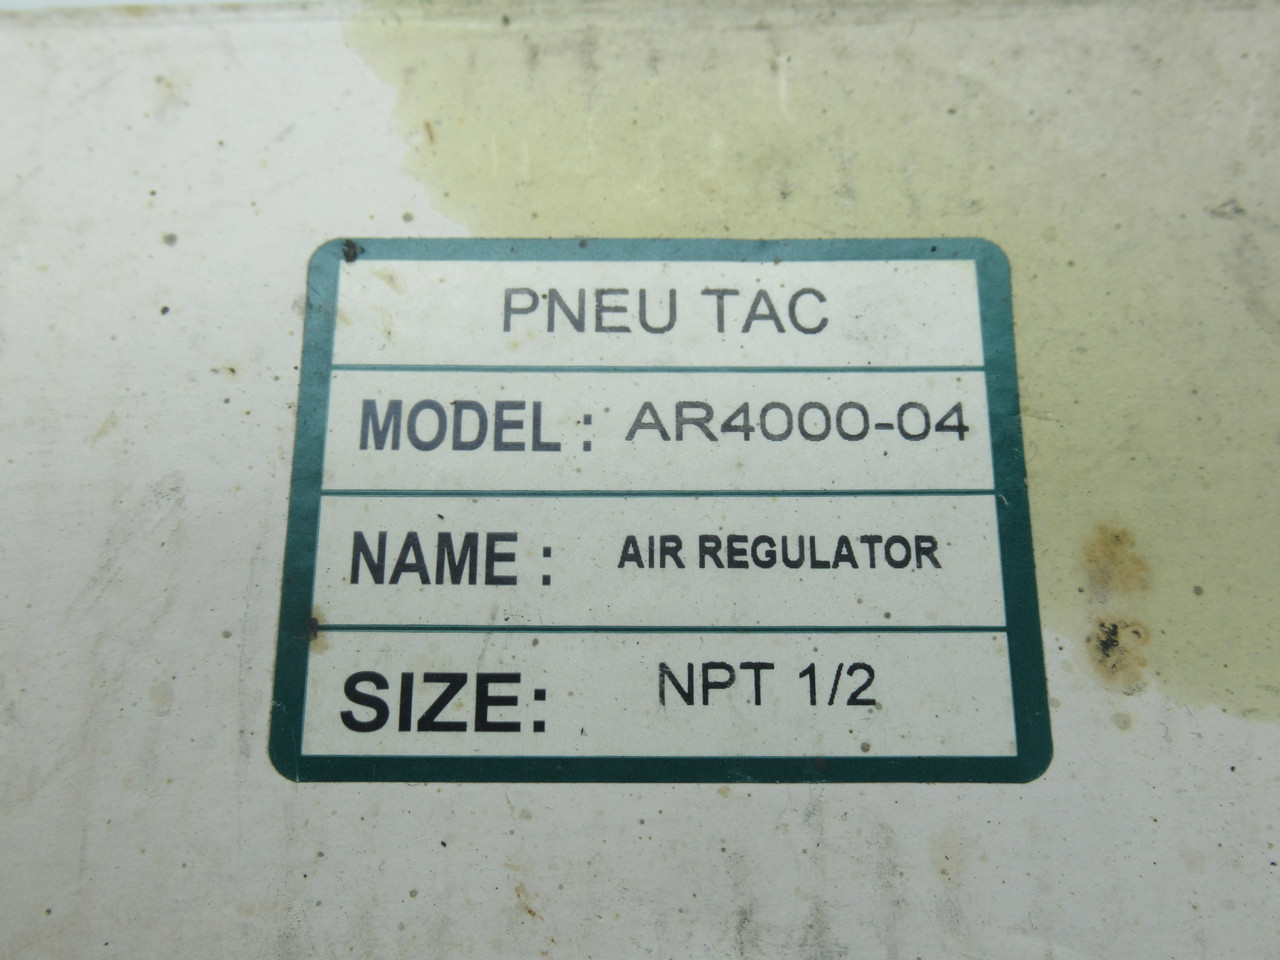 PNEU TAC
MODEL : AR4000-04
NAME : AIR REGULATOR
SIZE: NPT 1/2